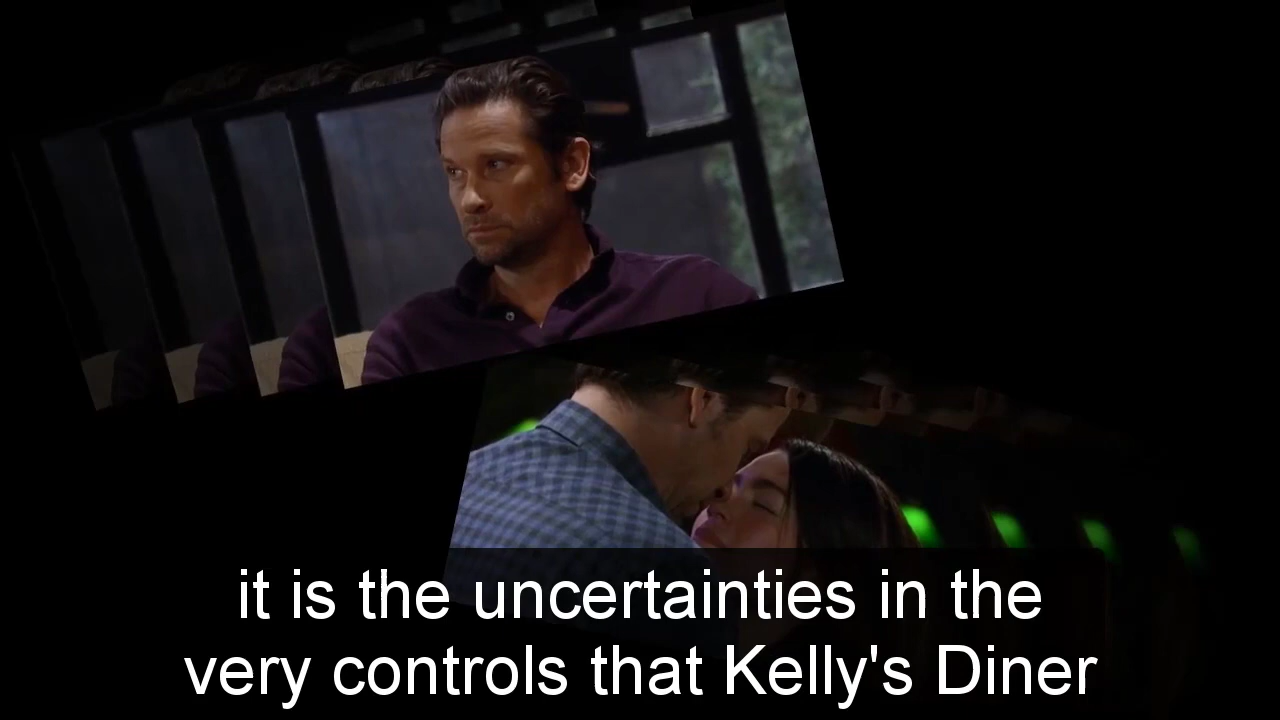 it is the uncertainties in the
very controls that Kelly's Diner